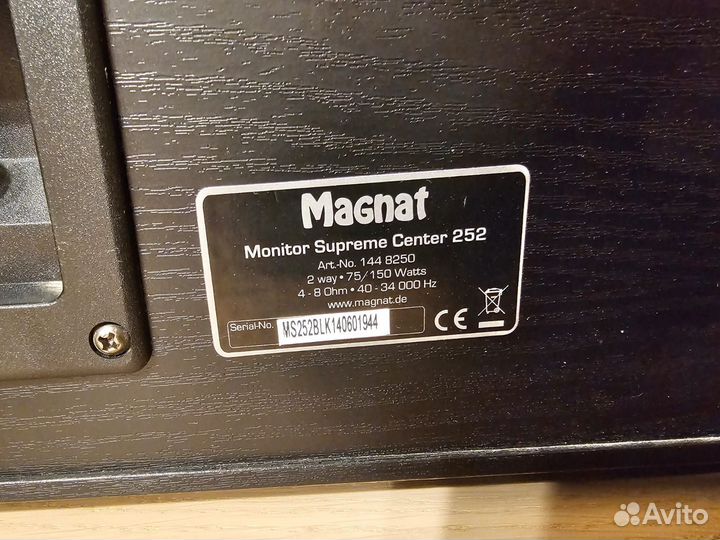 Magnat
Monitor Supreme Center 252
Art.-No. 144 8250
2 way • 75/150 Watts
4 - 8 Ohm • 40 - 34 000 Hz
www.magnat.de
Serial-No. MS252BLK140601944 CE
Avito